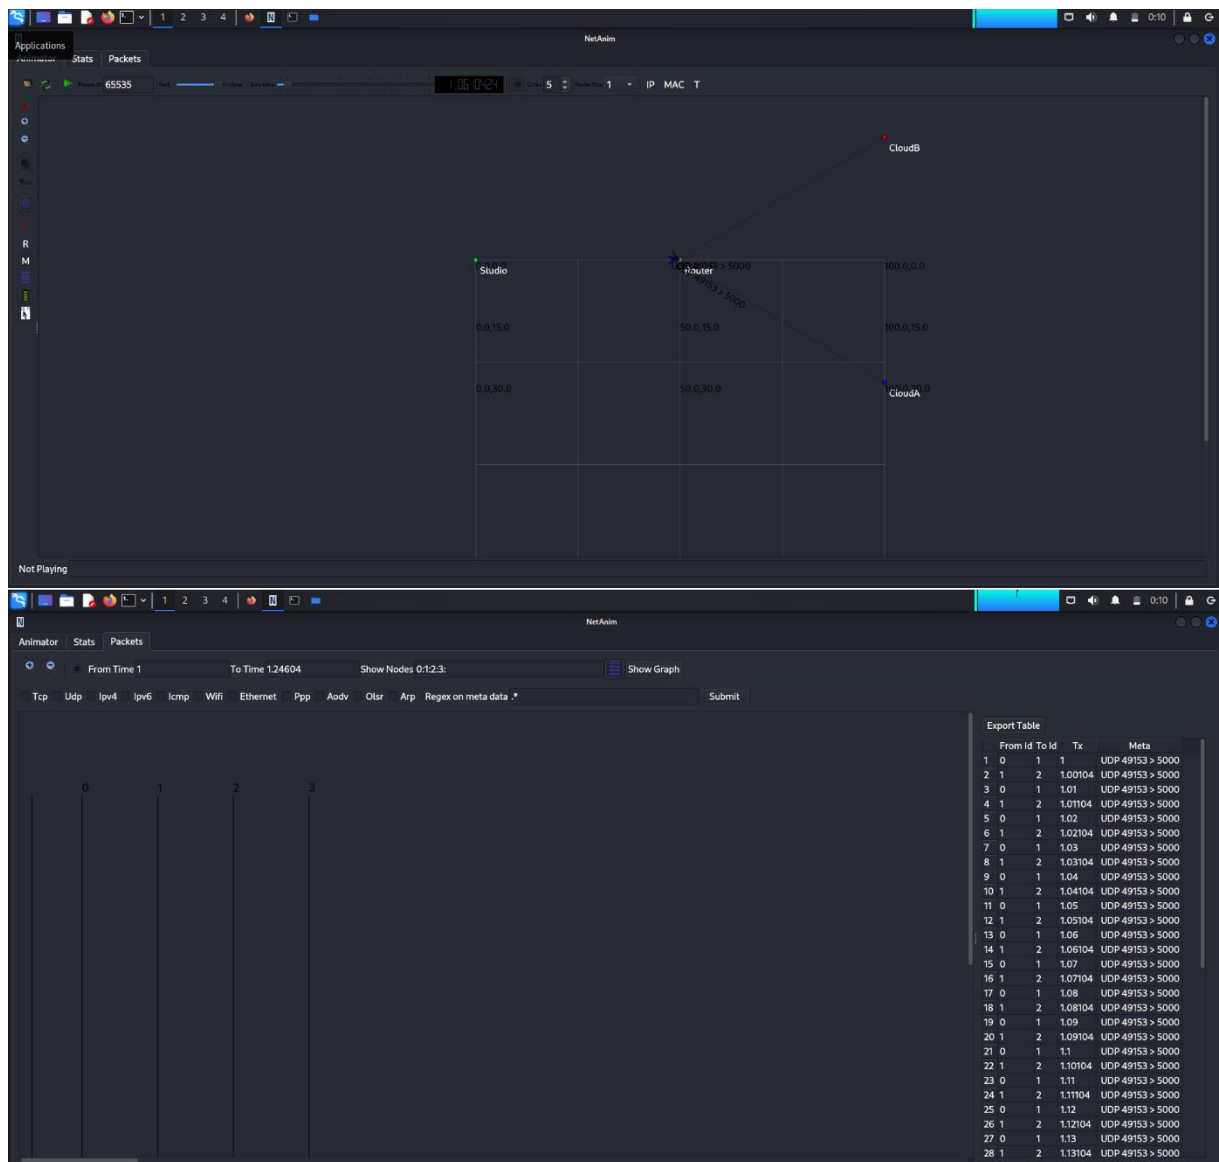 1 2 3 4 0:10
Applications
NetAnim
Stats Packets
65535 5 1 IP MAC T
CloudB
R
M
Studio Router 100.0,0.0
UDP 49153 > 5000
0.0,15.0 50.0,15.0 100.0,15.0
0.0,30.0 50.0,30.0
CloudA
Not Playing
1 2 3 4 0:10
NetAnim
Animator Stats Packets
From Time 1 To Time 1.24604 Show Nodes 0:1:2:3: Show Graph
Tcp Udp Ipv4 Ipv6 Icmp Wifi Ethernet Ppp Aodv Olsr Arp Regex on meta data .* Submit
0 1 2 3
Export Table
From Id To Id Tx Meta
1 0 1 1 UDP 49153 > 5000
2 1 2 1.00104 UDP 49153 > 5000
3 0 1 1.01 UDP 49153 > 5000
4 1 2 1.01104 UDP 49153 > 5000
5 0 1 1.02 UDP 49153 > 5000
6 1 2 1.02104 UDP 49153 > 5000
7 0 1 1.03 UDP 49153 > 5000
8 1 2 1.03104 UDP 49153 > 5000
9 0 1 1.04 UDP 49153 > 5000
10 1 2 1.04104 UDP 49153 > 5000
11 0 1 1.05 UDP 49153 > 5000
12 1 2 1.05104 UDP 49153 > 5000
13 0 1 1.06 UDP 49153 > 5000
14 1 2 1.06104 UDP 49153 > 5000
15 0 1 1.07 UDP 49153 > 5000
16 1 2 1.07104 UDP 49153 > 5000
17 0 1 1.08 UDP 49153 > 5000
18 1 2 1.08104 UDP 49153 > 5000
19 0 1 1.09 UDP 49153 > 5000
20 1 2 1.09104 UDP 49153 > 5000
21 0 1 1.1 UDP 49153 > 5000
22 1 2 1.10104 UDP 49153 > 5000
23 0 1 1.11 UDP 49153 > 5000
24 1 2 1.11104 UDP 49153 > 5000
25 0 1 1.12 UDP 49153 > 5000
26 1 2 1.12104 UDP 49153 > 5000
27 0 1 1.13 UDP 49153 > 5000
28 1 2 1.13104 UDP 49153 > 5000